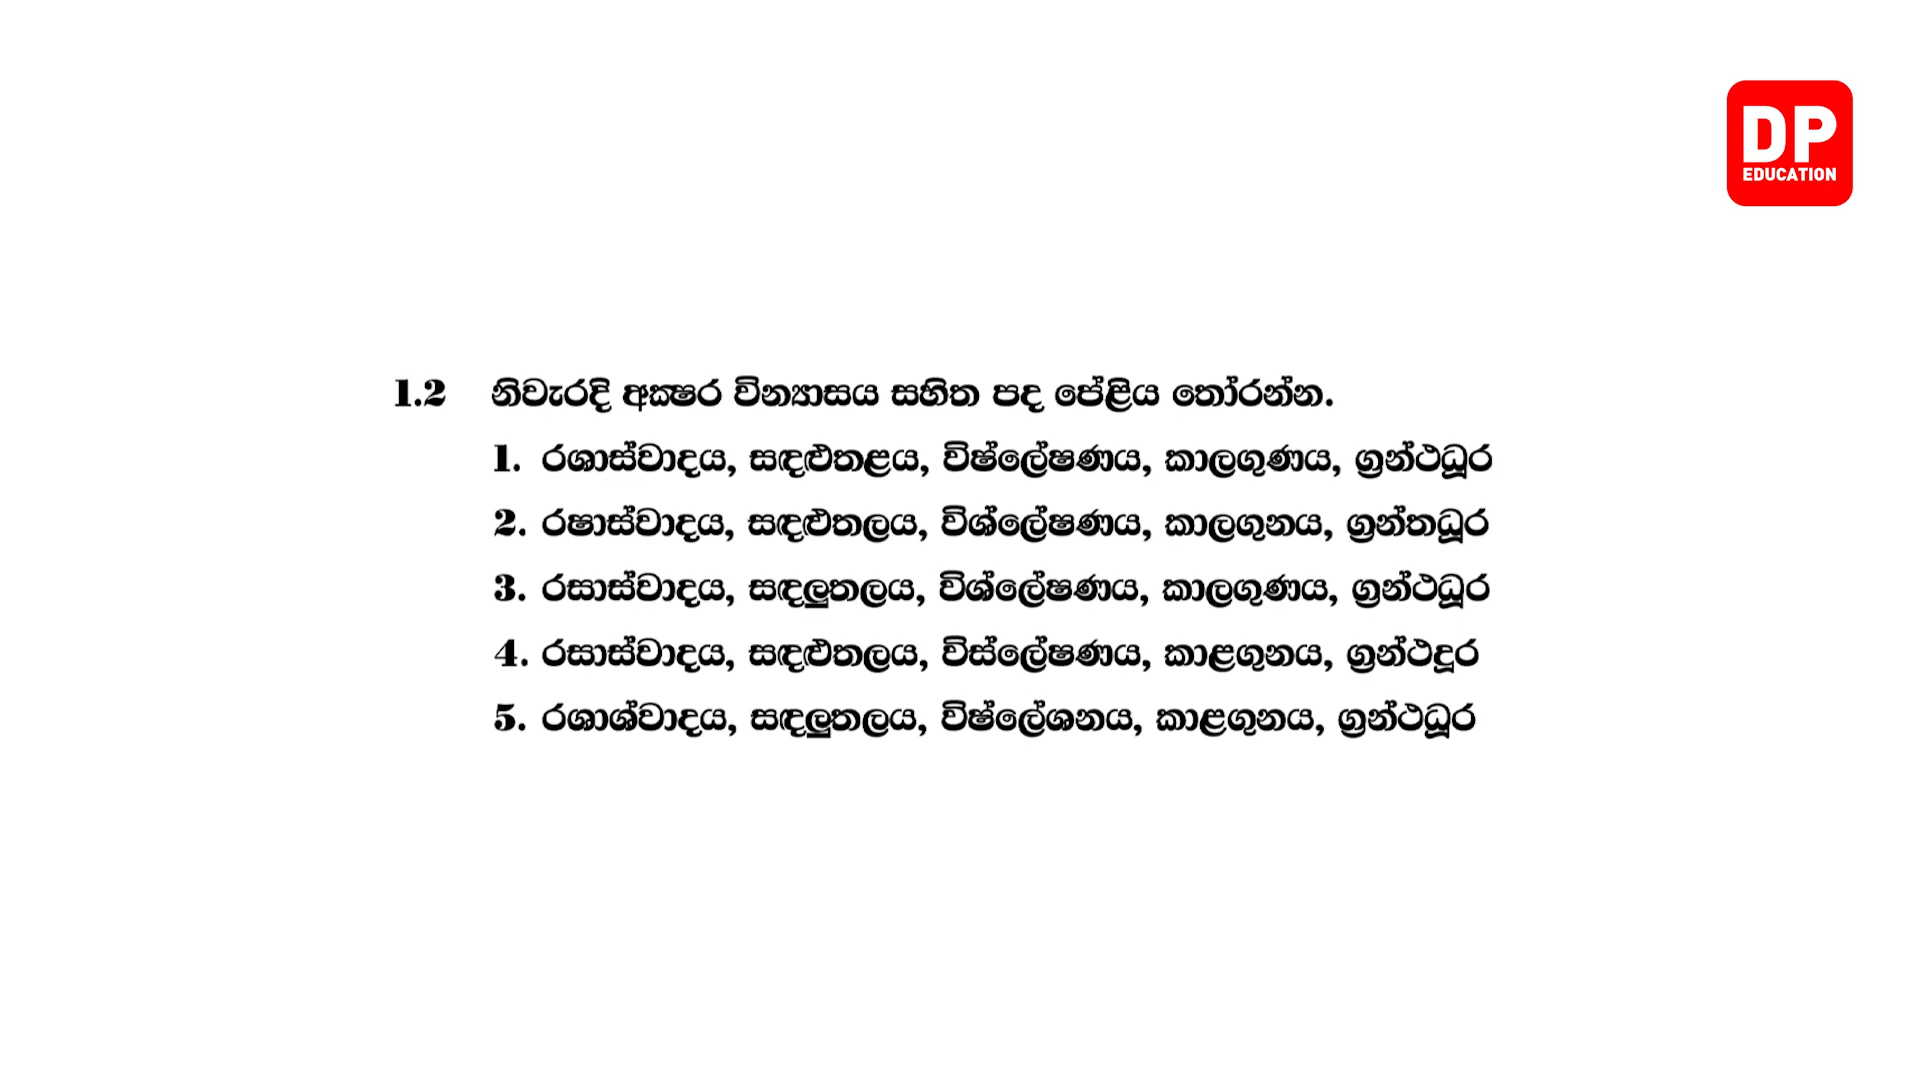 DP
EDUCATION
1.2 නිවැරදි අක්‍ෂර වින්‍යාසය සහිත පද පේළිය තෝරන්න.
1. රශාස්වාදය, සඳළුතළය, විෂ්ලේෂණය, කාලගුණය, ග්‍රන්ථධූර
2. රෂාස්වාදය, සඳළුතලය, විශ්ලේෂණය, කාලගුනය, ග්‍රන්තධූර
3. රසාස්වාදය, සඳලුතලය, විශ්ලේෂණය, කාලගුණය, ග්‍රන්ථධූර
4. රසාස්වාදය, සඳළුතලය, විස්ලේෂණය, කාළගුනය, ග්‍රන්ථදූර
5. රශාශ්වාදය, සඳලුතලය, විෂ්ලේශනය, කාළගුනය, ග්‍රන්ථධූර